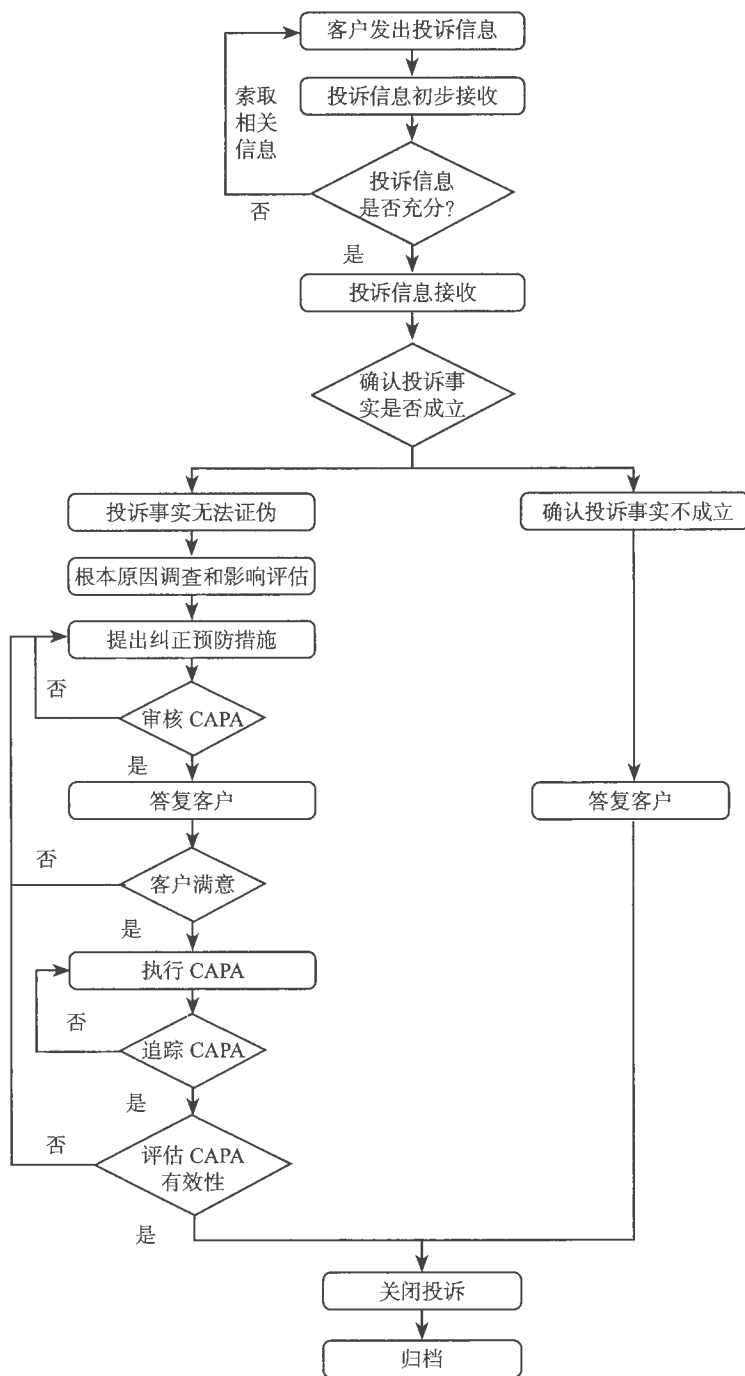 客户发出投诉信息
索取
相关
信息
投诉信息初步接收
投诉信息
是否充分?
否
是
投诉信息接收
确认投诉事
实是否成立
投诉事实无法证伪
确认投诉事实不成立
根本原因调查和影响评估
提出纠正预防措施
否
审核 CAPA
是
答复客户
答复客户
否
客户满意
是
执行 CAPA
否
追踪 CAPA
是
否
评估 CAPA
有效性
是
关闭投诉
归档